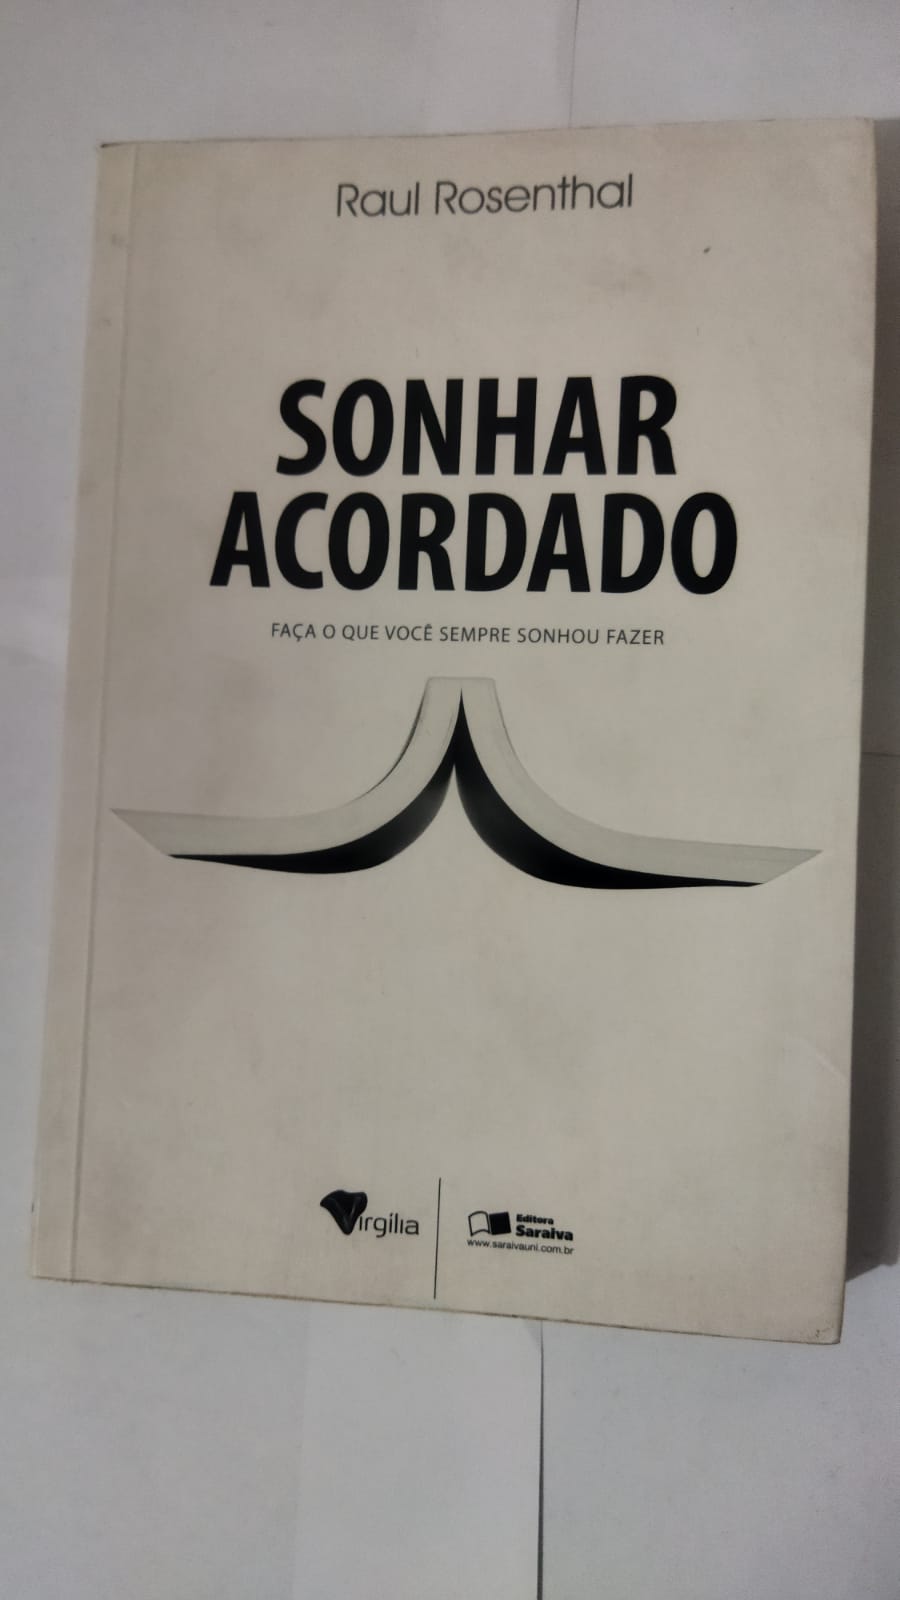 Raul Rosenthal
SONHAR
ACORDADO
FAÇA O QUE VOCÊ SEMPRE SONHOU FAZER
Virgília
Editora
Saraiva
www.saraivauni.com.br